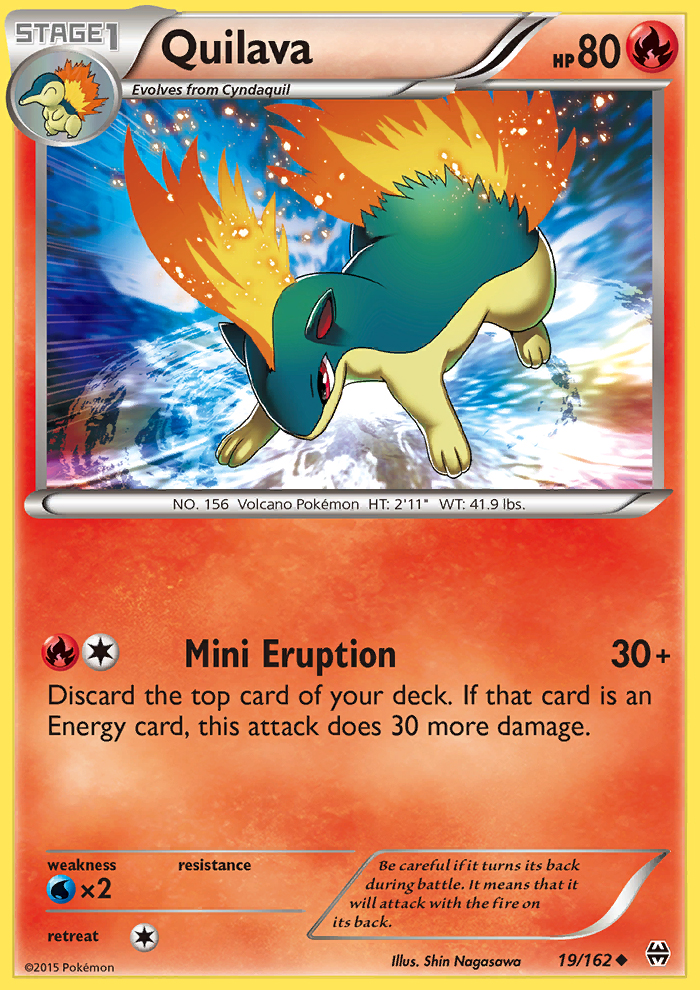 STAGE1
Quilava
HP80
Evolves from Cyndaquil
NO. 156 Volcano Pokémon HT: 2'11" WT: 41.9 lbs.
Mini Eruption 30+
Discard the top card of your deck. If that card is an
Energy card, this attack does 30 more damage.
weakness resistance
×2
retreat
Be careful if it turns its back
during battle. It means that it
will attack with the fire on
its back.
Illus. Shin Nagasawa 19/162
©2015 Pokémon